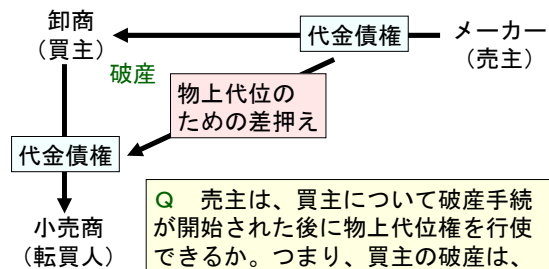 卸商
（買主）
代金債権
メーカー
（売主）
破産
物上代位の
ための差押え
代金債権
小売商
（転買人）
Q　売主は、買主について破産手続
が開始された後に物上代位権を行使
できるか。つまり、買主の破産は、